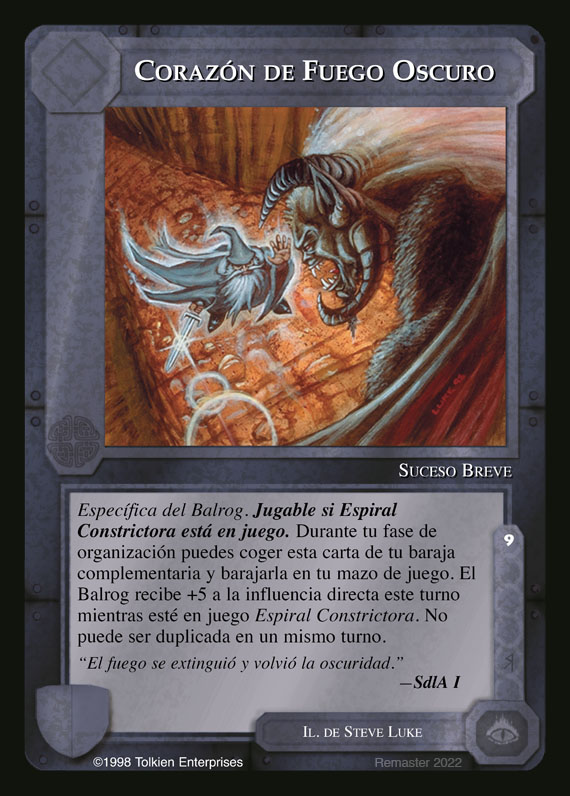 Corazón de Fuego Oscuro
Suceso Breve
Específica del Balrog. Jugable si Espiral
Constrictora está en juego. Durante tu fase de
organización puedes coger esta carta de tu baraja
complementaria y barajarla en tu mazo de juego. El
Balrog recibe +5 a la influencia directa este turno
mientras esté en juego Espiral Constrictora. No
puede ser duplicada en un mismo turno.
9
“El fuego se extinguió y volvió la oscuridad.”
—SdlA I
Il. de Steve Luke
©1998 Tolkien Enterprises
Remaster 2022